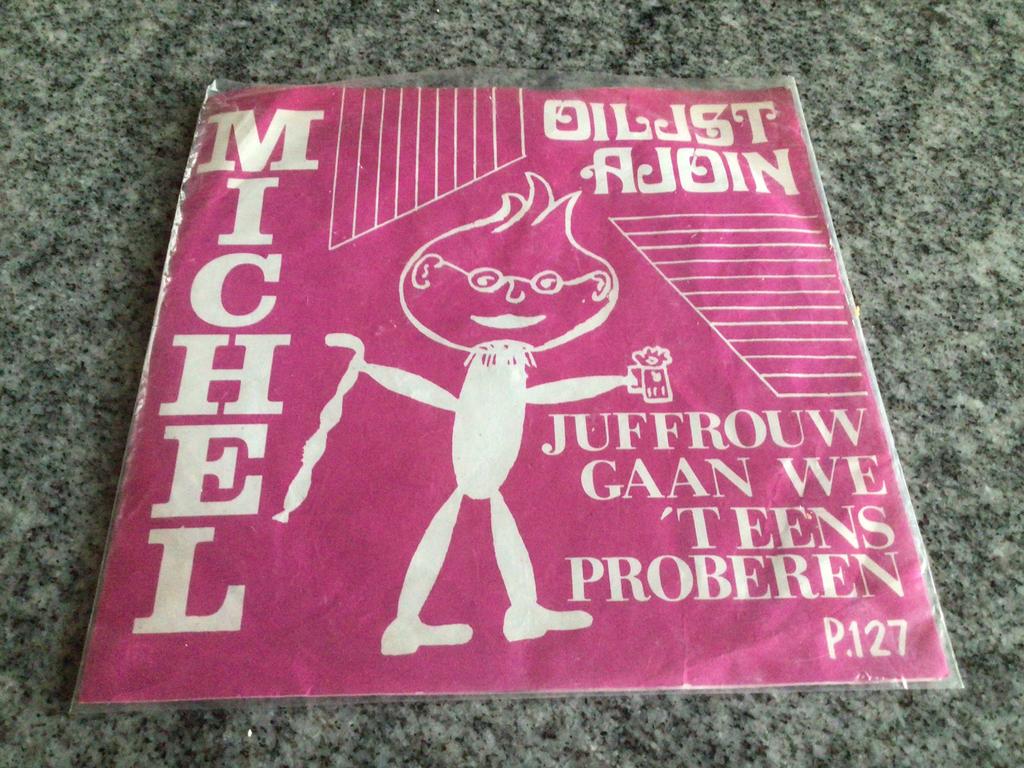 MICHEL
OILJST
AJOIN
JUFFROUW
GAAN WE
'T EENS
PROBEREN
P.127